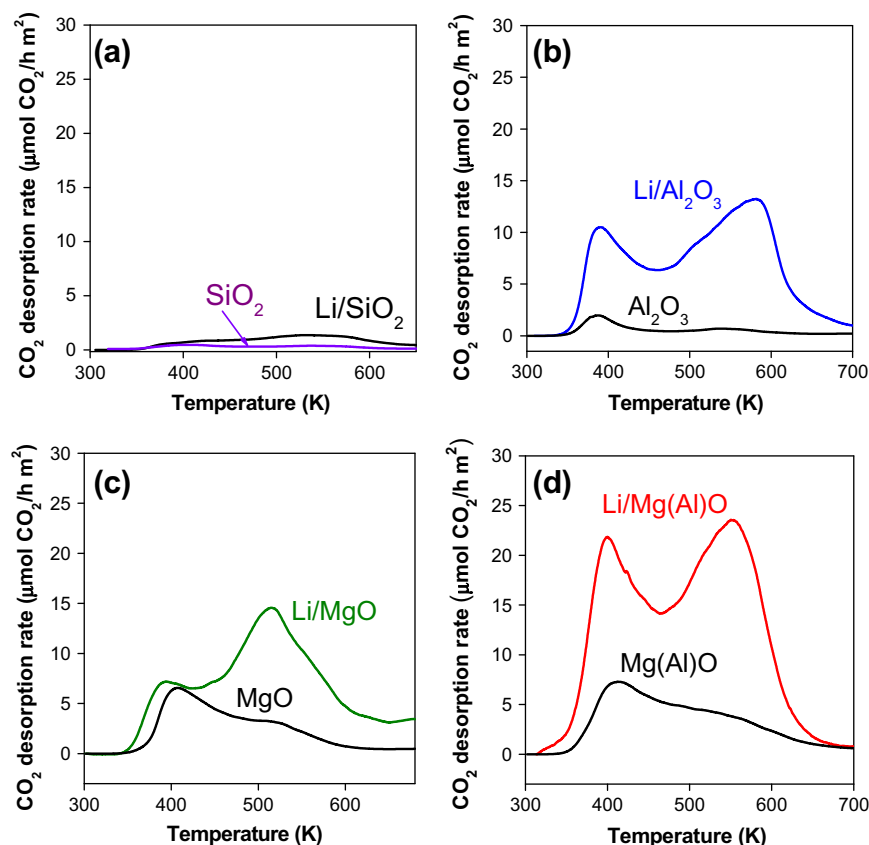 (a)
CO₂ desorption rate (μmol CO₂/h m²)
30
25
20
15
10
5
0
SiO₂
Li/SiO₂
300 400 500 600
Temperature (K)
(b)
CO₂ desorption rate (μmol CO₂/h m²)
30
25
20
15
10
5
0
Li/Al₂O₃
Al₂O₃
300 400 500 600 700
Temperature (K)
(c)
CO₂ desorption rate (μmol CO₂/h m²)
30
25
20
15
10
5
0
Li/MgO
MgO
300 400 500 600
Temperature (K)
(d)
CO₂ desorption rate (μmol CO₂/h m²)
30
25
20
15
10
5
0
Li/Mg(Al)O
Mg(Al)O
300 400 500 600 700
Temperature (K)